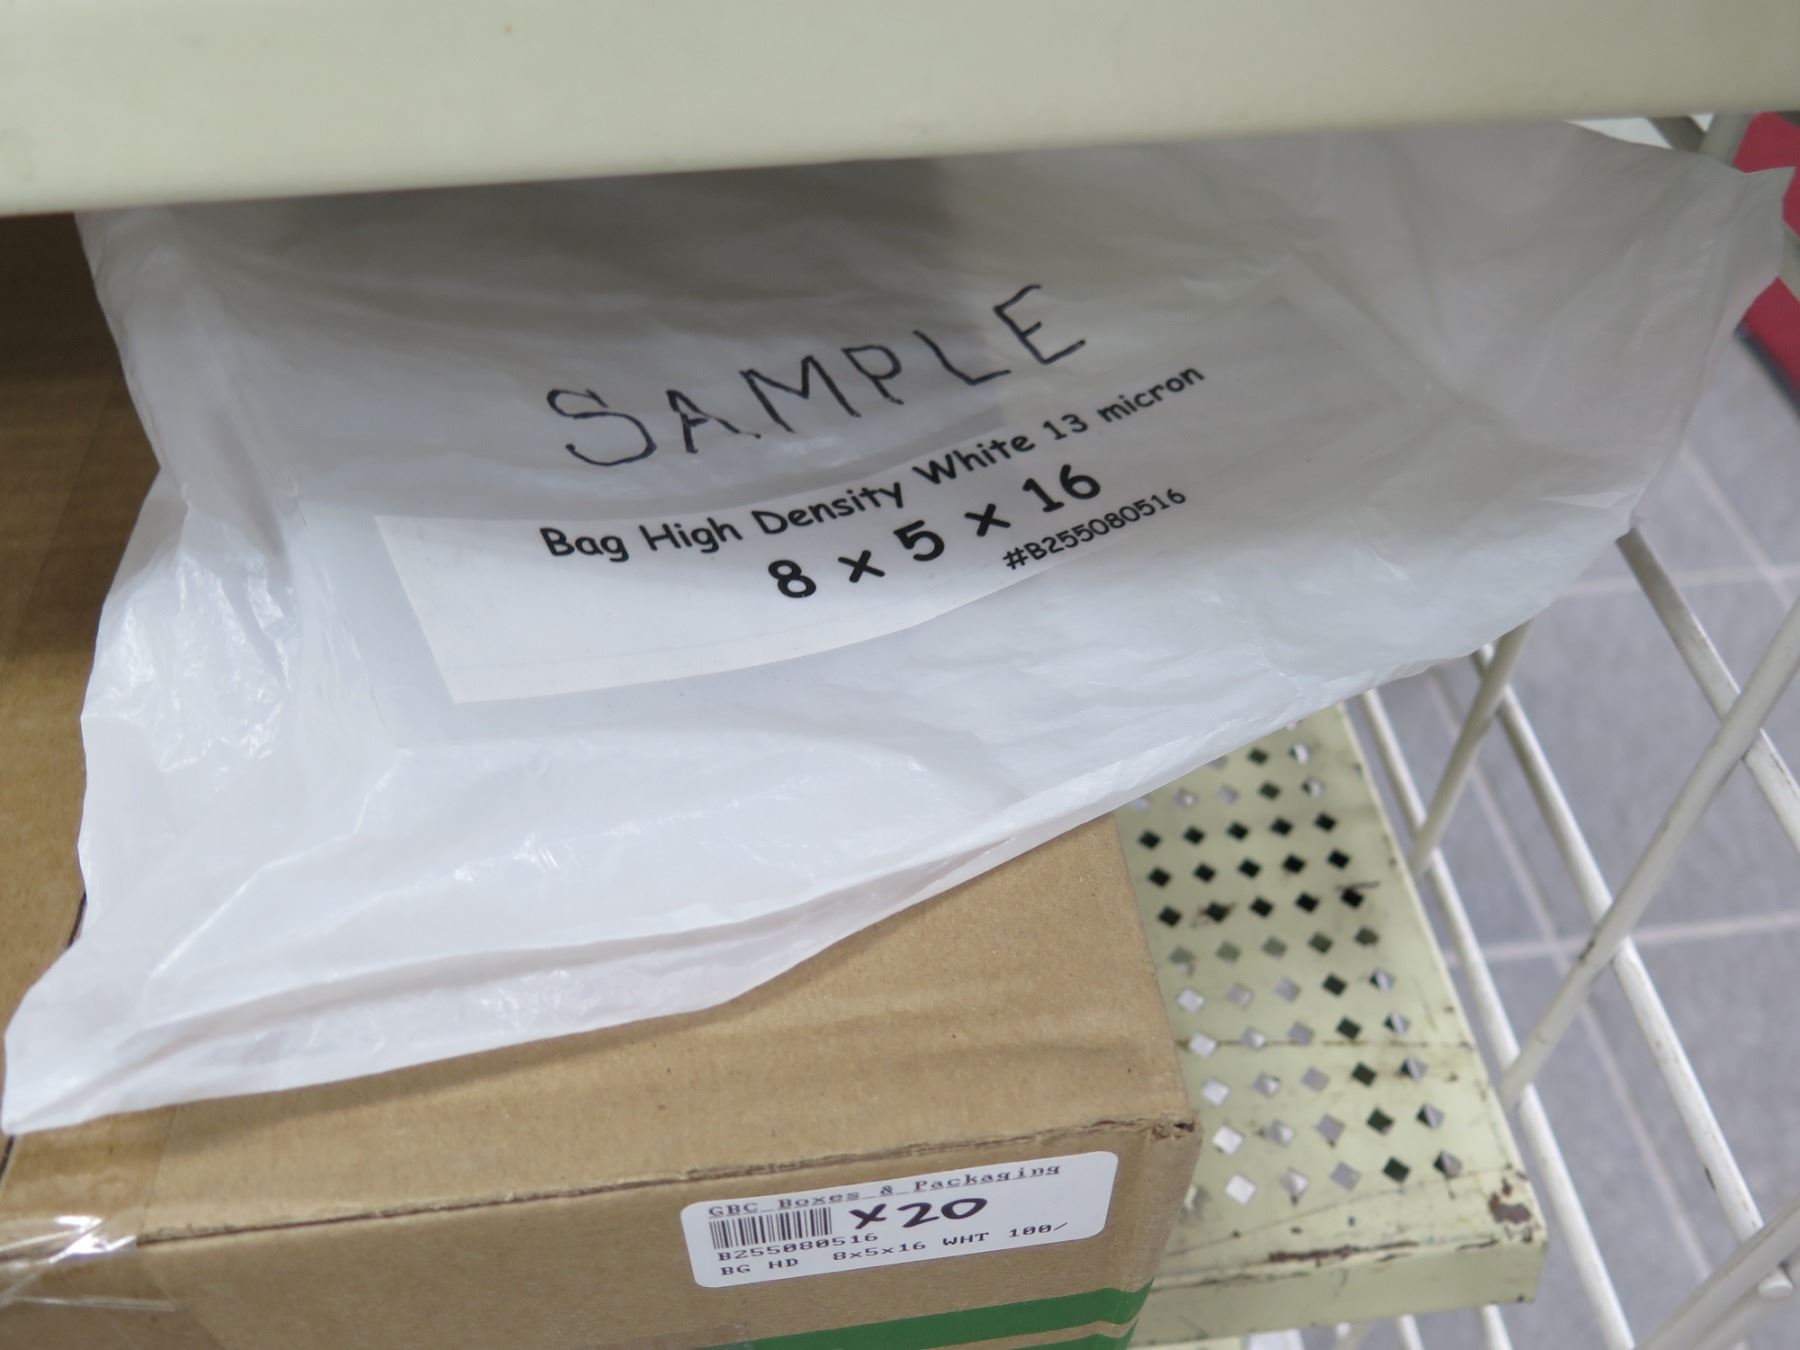 SAMPLE
Bag High Density White 13 micron
8 x 5 x 16
#B255080516
GBC Boxes & Packaging
x20
B255080516
BG HD 8x5x16 WHT 100/